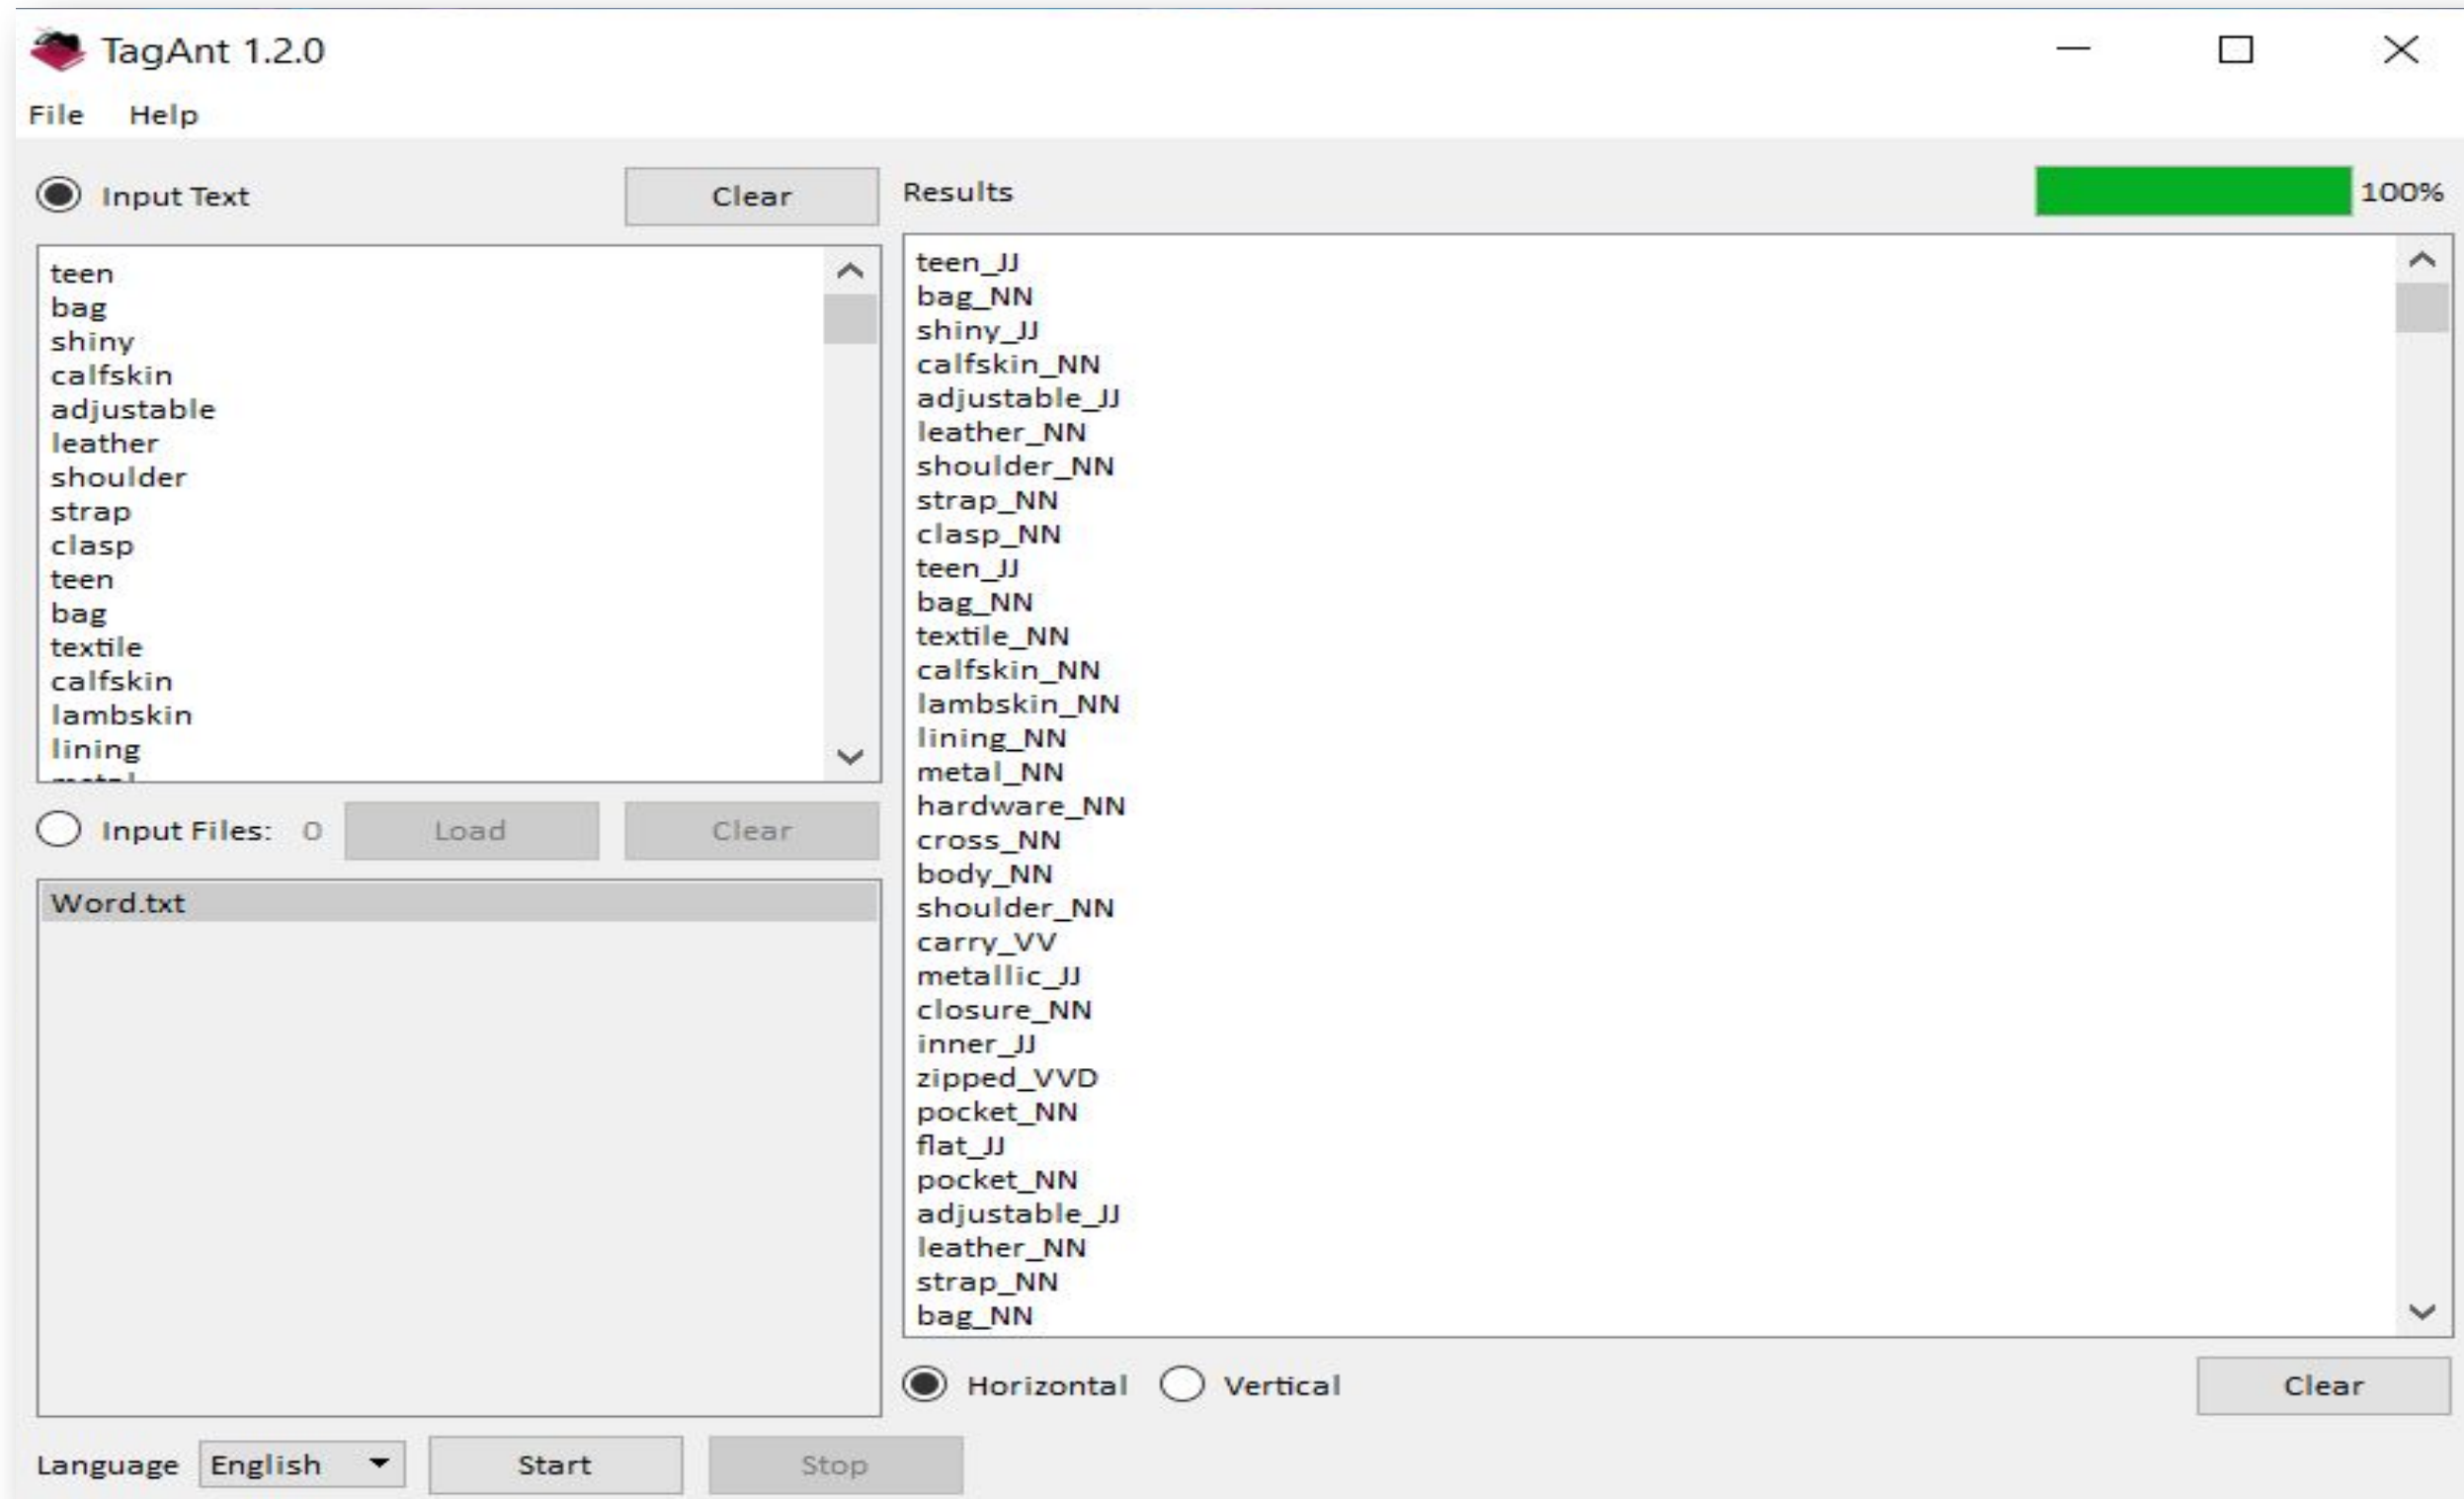 TagAnt 1.2.0
File Help
Input Text Clear
teen
bag
shiny
calfskin
adjustable
leather
shoulder
strap
clasp
teen
bag
textile
calfskin
lambskin
lining
metal
Input Files: 0 Load Clear
Word.txt
Language English Start Stop
Results 100%
teen_JJ
bag_NN
shiny_JJ
calfskin_NN
adjustable_JJ
leather_NN
shoulder_NN
strap_NN
clasp_NN
teen_JJ
bag_NN
textile_NN
calfskin_NN
lambskin_NN
lining_NN
metal_NN
hardware_NN
cross_NN
body_NN
shoulder_NN
carry_VV
metallic_JJ
closure_NN
inner_JJ
zipped_VVD
pocket_NN
flat_JJ
pocket_NN
adjustable_JJ
leather_NN
strap_NN
bag_NN
Horizontal Vertical Clear